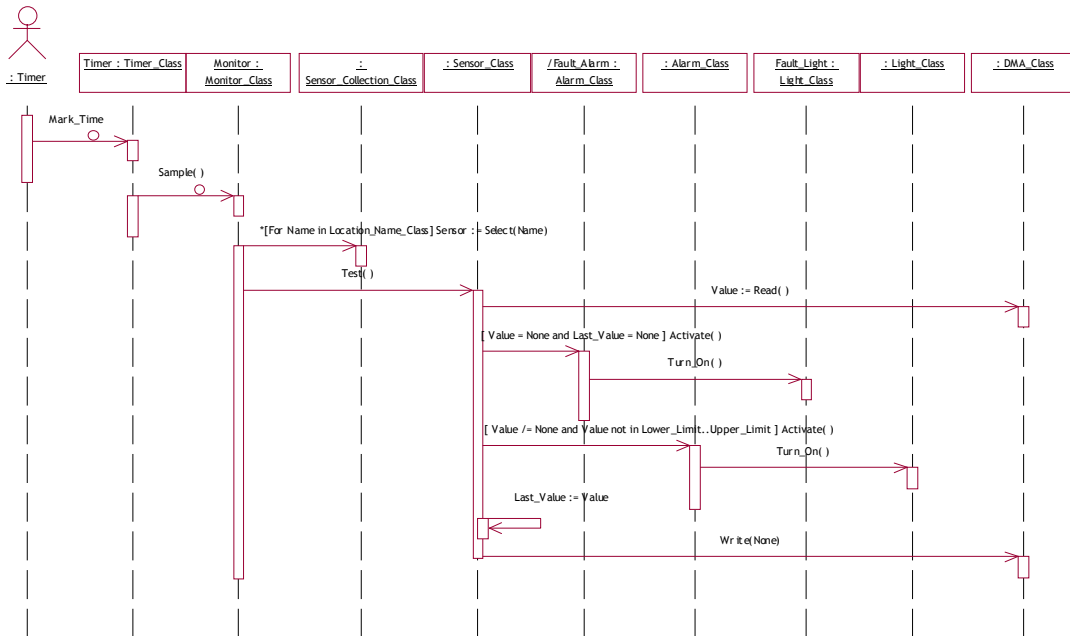 : Timer
Timer : Timer_Class
Monitor :
Monitor_Class
:
Sensor_Collection_Class
: Sensor_Class
/Fault_Alarm :
Alarm_Class
: Alarm_Class
Fault_Light :
Light_Class
: Light_Class
: DMA_Class
Mark_Time
Sample( )
*[For Name in Location_Name_Class] Sensor := Select(Name)
Test( )
Value := Read( )
[ Value = None and Last_Value = None ] Activate( )
Turn_On( )
[ Value /= None and Value not in Lower_Limit..Upper_Limit ] Activate( )
Turn_On( )
Last_Value := Value
Write(None)